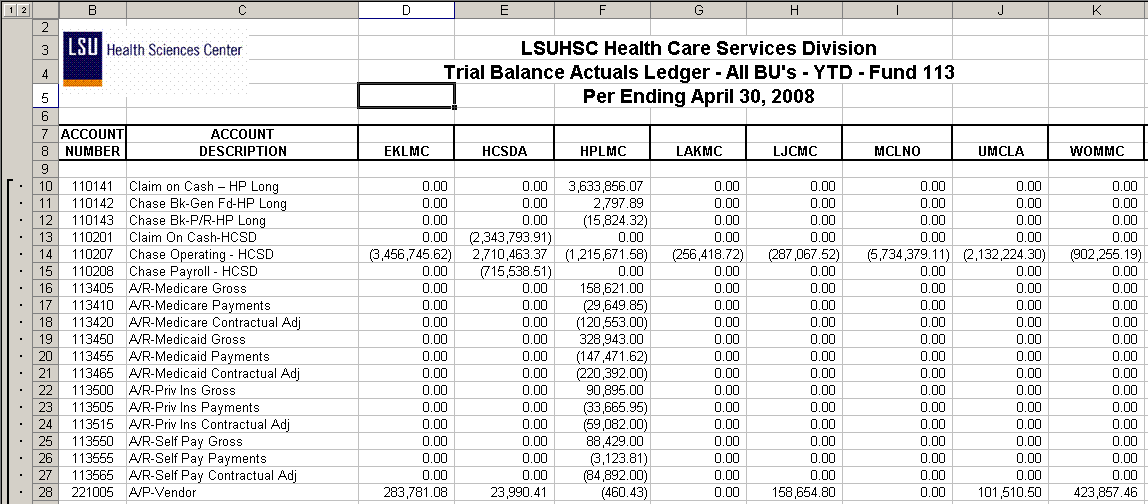 1 2 B C D E F G H I J K
2
3 LSU Health Sciences Center LSUHSC Health Care Services Division
4 Trial Balance Actuals Ledger - All BU's - YTD - Fund 113
5 Per Ending April 30, 2008
6
7 ACCOUNT ACCOUNT
8 NUMBER DESCRIPTION EKLMC HCSDA HPLMC LAKMC LJCMC MCLNO UMCLA WOMMC
9
10 110141 Claim on Cash – HP Long 0.00 0.00 3,633,856.07 0.00 0.00 0.00 0.00 0.00
11 110142 Chase Bk-Gen Fd-HP Long 0.00 0.00 2,797.89 0.00 0.00 0.00 0.00 0.00
12 110143 Chase Bk-P/R-HP Long 0.00 0.00 (15,824.32) 0.00 0.00 0.00 0.00 0.00
13 110201 Claim On Cash-HCSD 0.00 (2,343,793.91) 0.00 0.00 0.00 0.00 0.00 0.00
14 110207 Chase Operating - HCSD (3,456,745.62) 2,710,463.37 (1,215,671.58) (256,418.72) (287,067.52) (5,734,379.11) (2,132,224.30) (902,255.19)
15 110208 Chase Payroll - HCSD 0.00 (715,538.51) 0.00 0.00 0.00 0.00 0.00 0.00
16 113405 A/R-Medicare Gross 0.00 0.00 158,621.00 0.00 0.00 0.00 0.00 0.00
17 113410 A/R-Medicare Payments 0.00 0.00 (29,649.85) 0.00 0.00 0.00 0.00 0.00
18 113420 A/R-Medicare Contractual Adj 0.00 0.00 (120,553.00) 0.00 0.00 0.00 0.00 0.00
19 113450 A/R-Medicaid Gross 0.00 0.00 328,943.00 0.00 0.00 0.00 0.00 0.00
20 113455 A/R-Medicaid Payments 0.00 0.00 (147,471.62) 0.00 0.00 0.00 0.00 0.00
21 113465 A/R-Medicaid Contractual Adj 0.00 0.00 (220,392.00) 0.00 0.00 0.00 0.00 0.00
22 113500 A/R-Priv Ins Gross 0.00 0.00 90,895.00 0.00 0.00 0.00 0.00 0.00
23 113505 A/R-Priv Ins Payments 0.00 0.00 (33,665.95) 0.00 0.00 0.00 0.00 0.00
24 113515 A/R-Priv Ins Contractual Adj 0.00 0.00 (59,082.00) 0.00 0.00 0.00 0.00 0.00
25 113550 A/R-Self Pay Gross 0.00 0.00 88,429.00 0.00 0.00 0.00 0.00 0.00
26 113555 A/R-Self Pay Payments 0.00 0.00 (3,123.81) 0.00 0.00 0.00 0.00 0.00
27 113565 A/R-Self Pay Contractual Adj 0.00 0.00 (84,892.00) 0.00 0.00 0.00 0.00 0.00
28 221005 A/P-Vendor 283,781.08 23,990.41 (460.43) 0.00 158,654.80 0.00 101,510.50 423,857.46